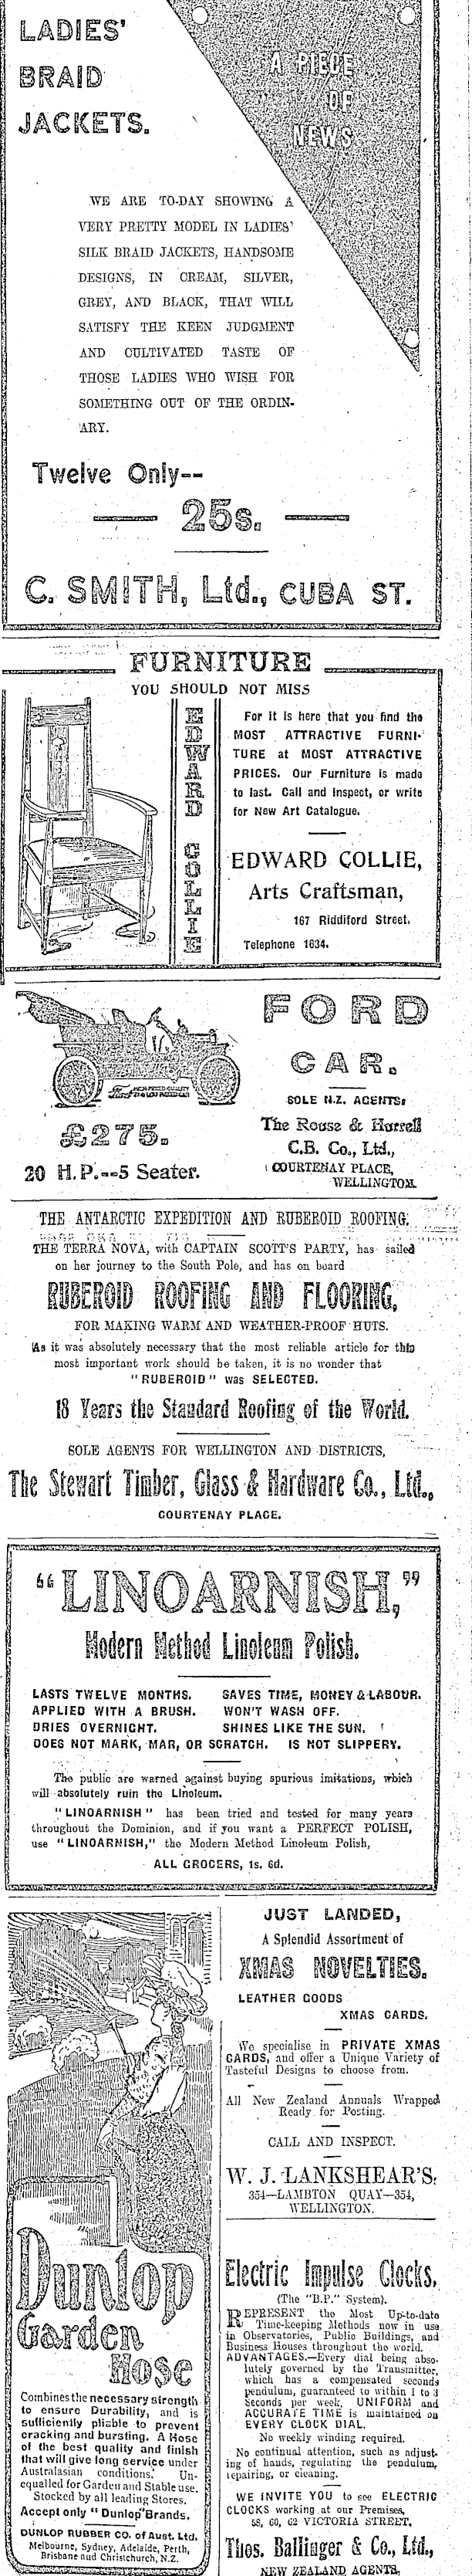 LADIES'
BRAID
JACKETS.
A PIECE
OF
NEWS
WE ARE TO-DAY SHOWING A
VERY PRETTY MODEL IN LADIES'
SILK BRAID JACKETS, HANDSOME
DESIGNS, IN CREAM, SILVER,
GREY, AND BLACK, THAT WILL
SATISFY THE KEEN JUDGMENT
AND CULTIVATED TASTE OF
THOSE LADIES WHO WISH FOR
SOMETHING OUT OF THE ORDIN-
ARY.
Twelve Only--
25s.
C. SMITH, Ltd., CUBA ST.
FURNITURE
YOU SHOULD NOT MISS
EDWARD COLLIE
For it is here that you find the
MOST ATTRACTIVE FURNI-
TURE at MOST ATTRACTIVE
PRICES. Our Furniture is made
to last. Call and inspect, or write
for New Art Catalogue.
EDWARD COLLIE,
Arts Craftsman,
167 Riddiford Street.
Telephone 1634.
FORD
CAR.
£275.
20 H.P.--5 Seater.
SOLE N.Z. AGENTS:
The Rouse & Hurrell
C.B. Co., Ltd.,
COURTENAY PLACE,
WELLINGTON.
THE ANTARCTIC EXPEDITION AND RUBEROID ROOFING.
THE TERRA NOVA, with CAPTAIN SCOTT'S PARTY, has sailed
on her journey to the South Pole, and has on board
RUBEROID ROOFING AND FLOORING,
FOR MAKING WARM AND WEATHER-PROOF HUTS.
As it was absolutely necessary that the most reliable article for this
most important work should be taken, it is no wonder that
"RUBEROID" was SELECTED.
18 Years the Standard Roofing of the World.
SOLE AGENTS FOR WELLINGTON AND DISTRICTS,
The Stewart Timber, Glass & Hardware Co., Ltd.,
COURTENAY PLACE.
"LINOARNISH,"
Modern Method Linoleum Polish.
LASTS TWELVE MONTHS. SAVES TIME, MONEY & LABOUR.
APPLIED WITH A BRUSH. WON'T WASH OFF.
DRIES OVERNIGHT. SHINES LIKE THE SUN.
DOES NOT MARK, MAR, OR SCRATCH. IS NOT SLIPPERY.
The public are warned against buying spurious imitations, which
will absolutely ruin the Linoleum.
"LINOARNISH" has been tried and tested for many years
throughout the Dominion, and if you want a PERFECT POLISH,
use "LINOARNISH," the Modern Method Linoleum Polish,
ALL GROCERS, 1s. 6d.
Dunlop
Garden
Hose
Combines the necessary strength
to ensure Durability, and is
sufficiently pliable to prevent
cracking and bursting. A Hose
of the best quality and finish
that will give long service under
Australasian conditions. Un-
equalled for Garden and Stable use.
Stocked by all leading Stores.
Accept only "Dunlop" Brands.
DUNLOP RUBBER CO. of Aust. Ltd.
Melbourne, Sydney, Adelaide, Perth,
Brisbane and Christchurch, N.Z.
JUST LANDED,
A Splendid Assortment of
XMAS NOVELTIES.
LEATHER GOODS
XMAS CARDS.
We specialise in PRIVATE XMAS
CARDS, and offer a Unique Variety of
Tasteful Designs to choose from.
All New Zealand Annuals Wrapped
Ready for Posting.
CALL AND INSPECT.
W. J. LANKSHEAR'S,
354—LAMBTON QUAY—354,
WELLINGTON.
Electric Impulse Clocks,
(The "B.P." System).
REPRESENT the Most Up-to-date
Time-keeping Methods now in use
in Observatories, Public Buildings, and
Business Houses throughout the world.
ADVANTAGES.—Every dial being abso-
lutely governed by the Transmitter,
which has a compensated seconds
pendulum, guaranteed to within 1 to 3
Seconds per week, UNIFORM and
ACCURATE TIME is maintained on
EVERY CLOCK DIAL.
No weekly winding required.
No continual attention, such as adjust-
ing of hands, regulating the pendulum,
repairing, or cleaning.
WE INVITE YOU to see ELECTRIC
CLOCKS working at our Premises,
58, 60, 62 VICTORIA STREET.
Thos. Ballinger & Co., Ltd.,
NEW ZEALAND AGENTS.